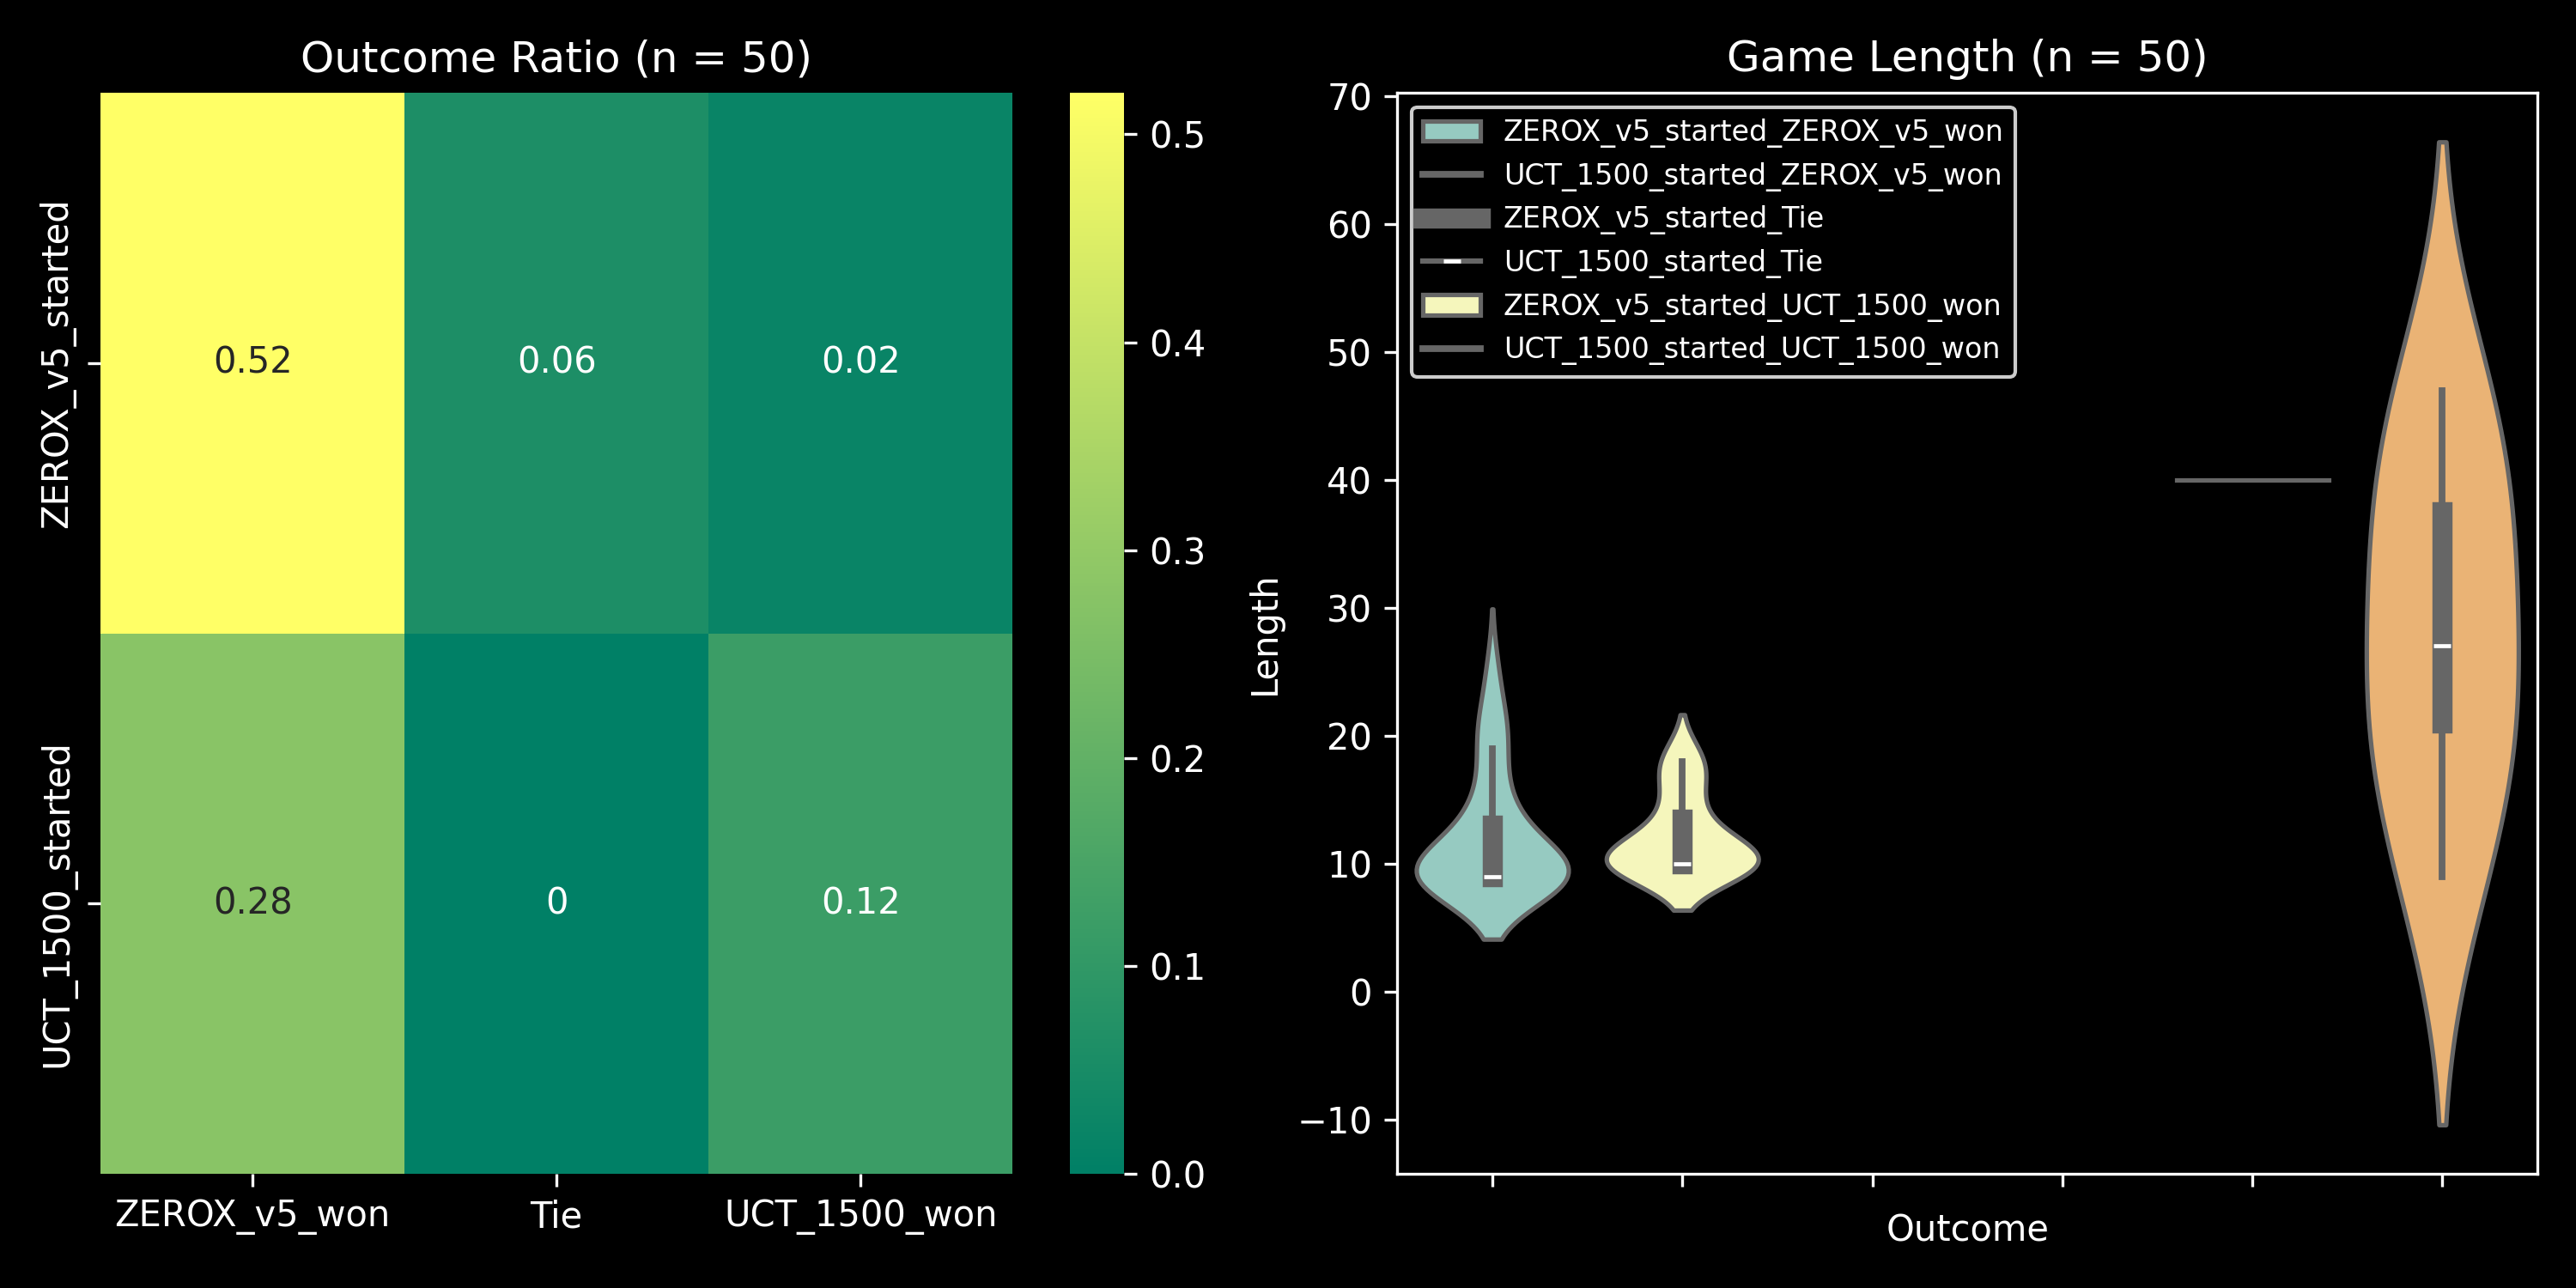 Outcome Ratio (n = 50)
ZEROX_v5_started
UCT_1500_started
0.52
0.06
0.02
0.28
0
0.12
ZEROX_v5_won
Tie
UCT_1500_won
0.5
0.4
0.3
0.2
0.1
0.0
Game Length (n = 50)
Length
70
60
50
40
30
20
10
0
−10
ZEROX_v5_started_ZEROX_v5_won
UCT_1500_started_ZEROX_v5_won
ZEROX_v5_started_Tie
UCT_1500_started_Tie
ZEROX_v5_started_UCT_1500_won
UCT_1500_started_UCT_1500_won
Outcome